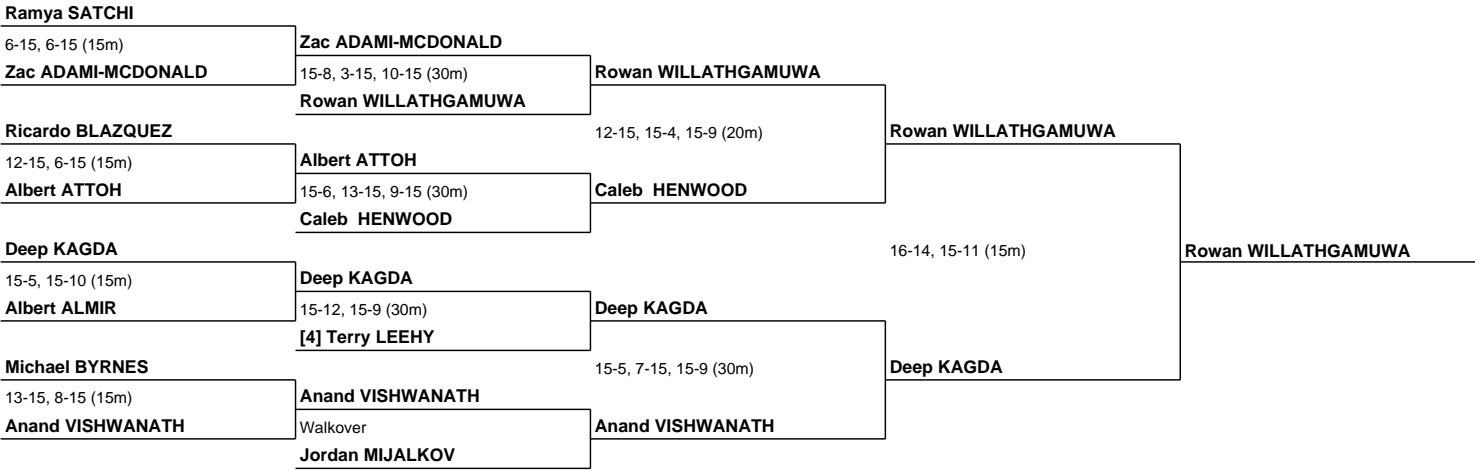 Ramya SATCHI
6-15, 6-15 (15m)
Zac ADAMI-MCDONALD
Zac ADAMI-MCDONALD
15-8, 3-15, 10-15 (30m)
Rowan WILLATHGAMUWA
Rowan WILLATHGAMUWA
Ricardo BLAZQUEZ
12-15, 15-4, 15-9 (20m)
Rowan WILLATHGAMUWA
12-15, 6-15 (15m)
Albert ATTOH
Albert ATTOH
15-6, 13-15, 9-15 (30m)
Caleb  HENWOOD
Caleb  HENWOOD
Deep KAGDA
16-14, 15-11 (15m)
Rowan WILLATHGAMUWA
15-5, 15-10 (15m)
Deep KAGDA
Albert ALMIR
15-12, 15-9 (30m)
Deep KAGDA
[4] Terry LEEHY
Michael BYRNES
15-5, 7-15, 15-9 (30m)
Deep KAGDA
13-15, 8-15 (15m)
Anand VISHWANATH
Anand VISHWANATH
Walkover
Anand VISHWANATH
Jordan MIJALKOV